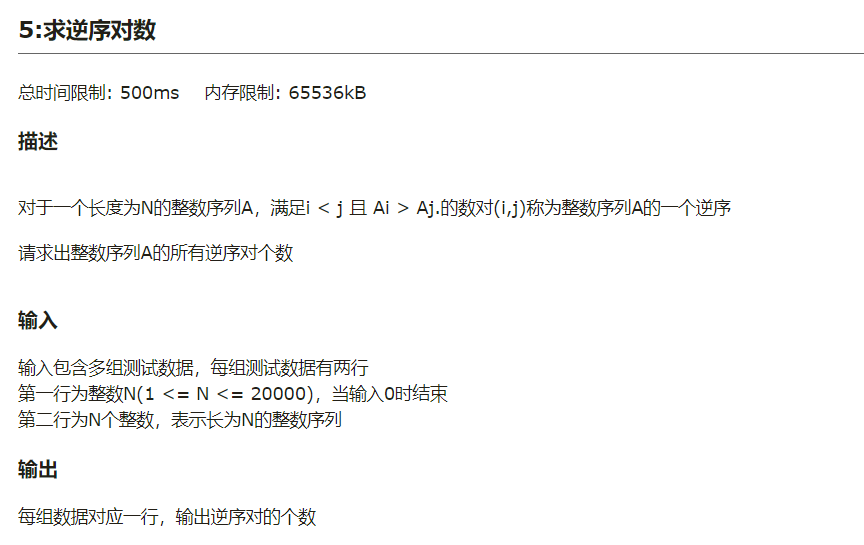 5:求逆序对数
总时间限制: 500ms 内存限制: 65536kB
描述
对于一个长度为N的整数序列A，满足i < j 且 Ai > Aj.的数对(i,j)称为整数序列A的一个逆序
请求出整数序列A的所有逆序对个数
输入
输入包含多组测试数据，每组测试数据有两行
第一行为整数N(1 <= N <= 20000)，当输入0时结束
第二行为N个整数，表示长为N的整数序列
输出
每组数据对应一行，输出逆序对的个数